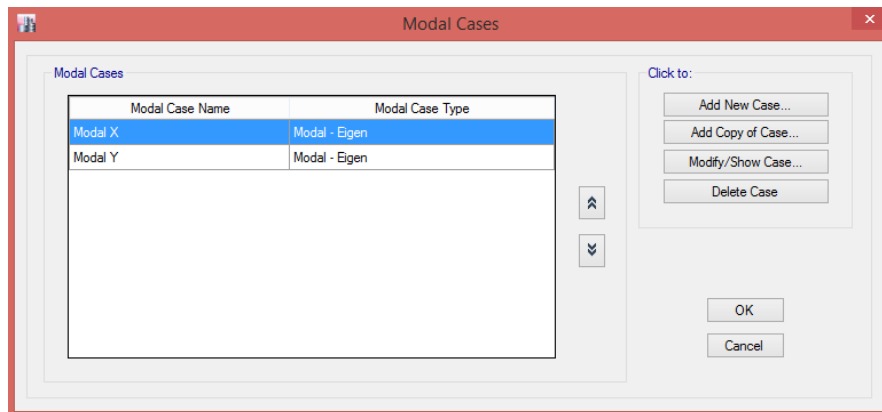 Modal Cases
Modal Cases
Click to:
Modal Case Name Modal Case Type
Modal X Modal - Eigen
Modal Y Modal - Eigen
Add New Case...
Add Copy of Case...
Modify/Show Case...
Delete Case
OK
Cancel